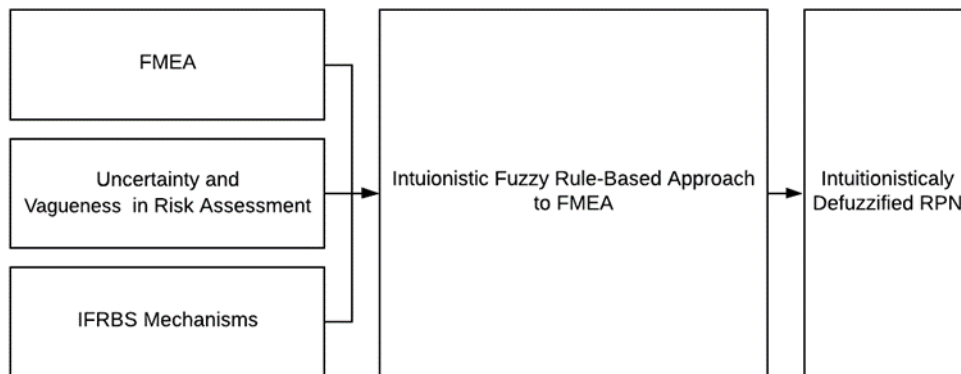 FMEA
Uncertainty and
Vagueness in Risk Assessment
IFRBS Mechanisms
Intuionistic Fuzzy Rule-Based Approach
to FMEA
Intuitionisticaly
Defuzzified RPN